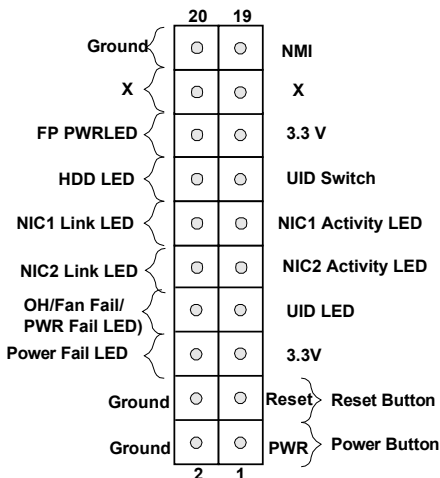 20 19
Ground NMI
X X
FP PWRLED 3.3 V
HDD LED UID Switch
NIC1 Link LED NIC1 Activity LED
NIC2 Link LED NIC2 Activity LED
OH/Fan Fail/
PWR Fail LED) UID LED
Power Fail LED 3.3V
Ground Reset Reset Button
Ground PWR Power Button
2 1